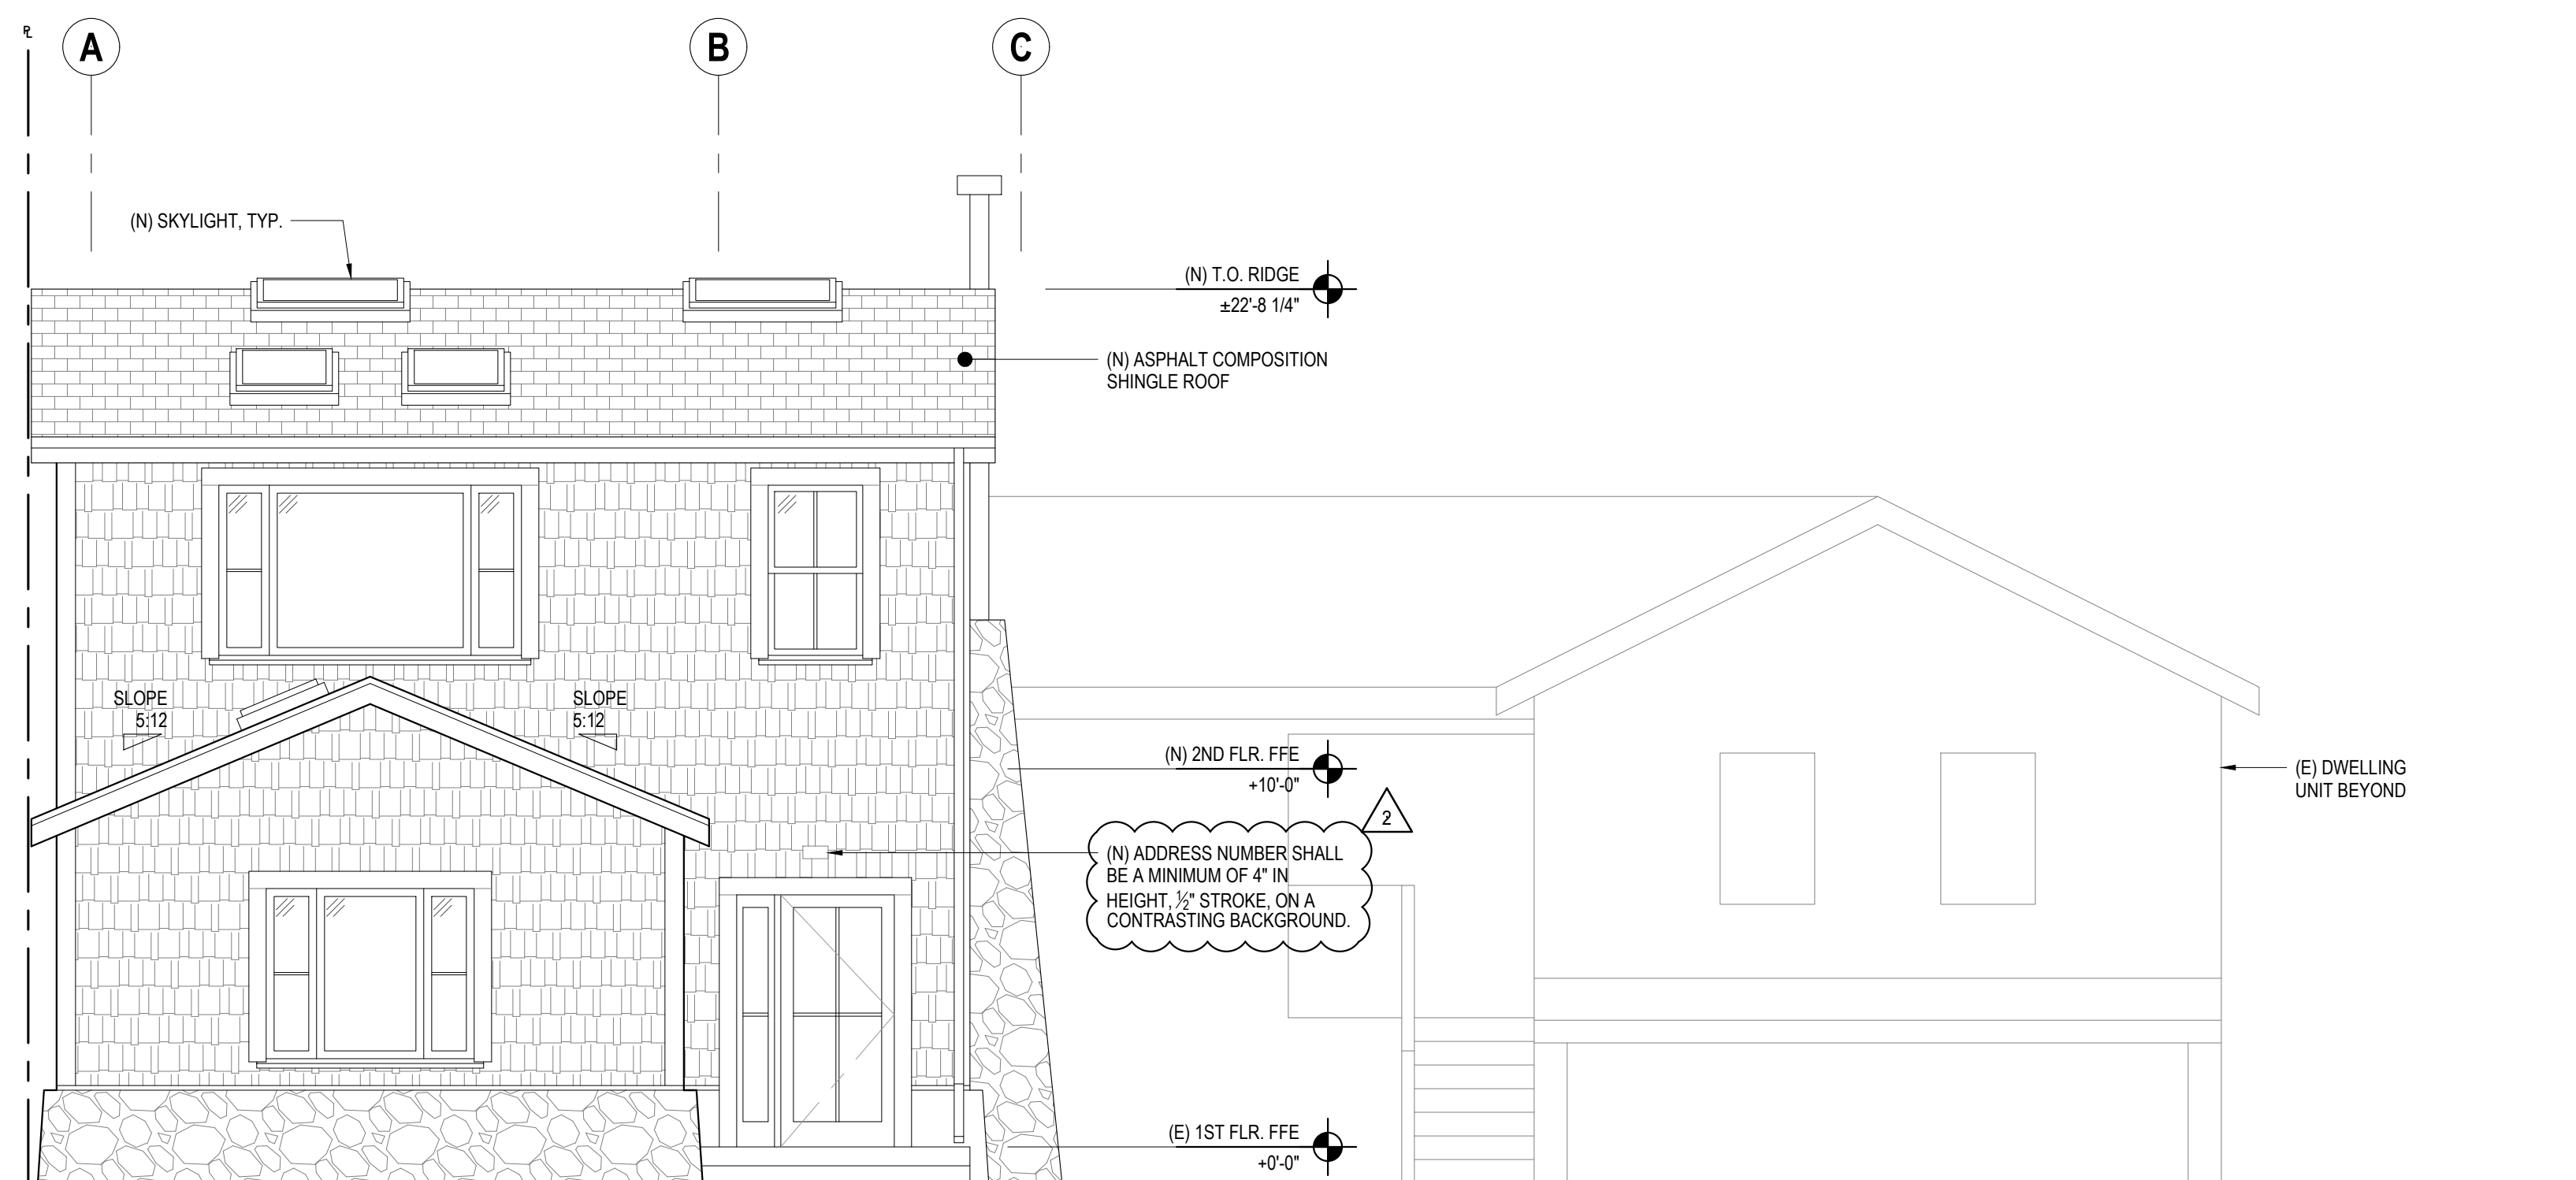 PL
A
B
C
(N) SKYLIGHT, TYP.
(N) T.O. RIDGE
±22'-8 1/4"
(N) ASPHALT COMPOSITION
SHINGLE ROOF
SLOPE
5:12
SLOPE
5:12
(N) 2ND FLR. FFE
+10'-0"
(E) DWELLING
UNIT BEYOND
2
(N) ADDRESS NUMBER SHALL
BE A MINIMUM OF 4" IN
HEIGHT, ½" STROKE, ON A
CONTRASTING BACKGROUND.
(E) 1ST FLR. FFE
+0'-0"